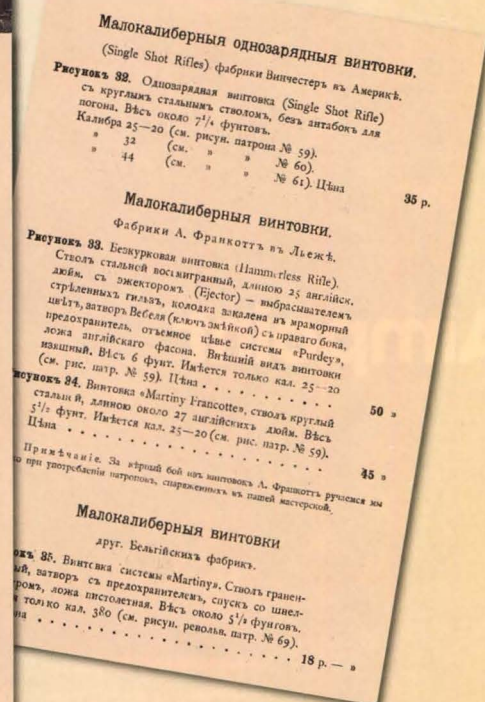 Малокалиберныя однозарядныя винтовки.
(Single Shot Rifles) фабрики Винчестеръ въ Америкѣ.
Рисунокъ 32. Однозарядная винтовка (Single Shot Rifle)
съ круглымъ стальнымъ стволомъ, безъ антабокъ для
погона. Вѣсъ около 7¼ фунтовъ.
Калибра 25—20 (см. рисун. патрона № 59).
» 32 (см. » » № 60).
» 44 (см. » » № 61). Цѣна 35 р.
Малокалиберныя винтовки.
Фабрики А. Франкоттъ въ Льежѣ.
Рисунокъ 33. Безкурковая винтовка (Hammerless Rifle).
Стволъ стальной восьмигранный, длиною 25 англійск.
дюйм. съ эжекторомъ (Ejector) — выбрасывателемъ
стрѣленныхъ гильзъ, колодка закалена в мраморный
цвѣтъ, затворъ Вебеля (ключъ змѣйкой) съ праваго бока,
предохранитель, отъемное цѣвье системы «Purdey»,
ложа англійскаго фасона. Внѣшній видъ винтовки
изящный. Вѣсъ 6 фунт. Имѣется только кал. 25—20
(см. рис. патр. № 59). Цѣна . . . . . . . . . . . 50 »
исунокъ 34. Винтовка «Martiny Francotte», стволъ круглый
стальной, длиною около 27 англійскихъ дюйм. Вѣсъ
5½ фунт. Имѣется кал. 25—20 (см. рис. патр. № 59).
Цѣна . . . . . . . . . . . . . . . . . 45 »
Примѣчаніе. За вѣрный бой изъ винтовокъ А. Франкоттъ ручаемся мы
о при употребленіи патроновъ, снаряженныхъ въ нашей мастерской.
Малокалиберныя винтовки
друг. Бельгійскихъ фабрикъ.
окъ 35. Винтовка системы «Martiny». Стволъ гранен-
ый, затворъ съ предохранителемъ, спускъ со шнел-
ромъ, ложа пистолетная. Вѣсъ около 5½ фунтовъ.
я только кал. 380 (см. рисун. револьв. патр. № 69).
на . . . . . . . . . . . . . . . . 18 р. — »